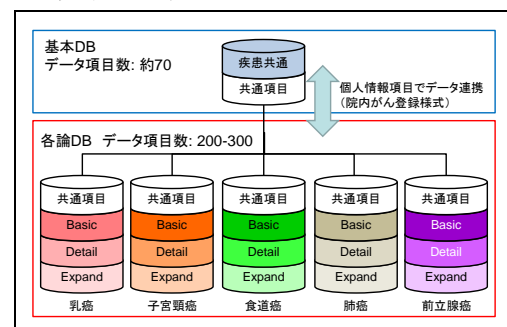 基本DB
データ項目数: 約70
疾患共通
共通項目
個人情報項目でデータ連携
(院内がん登録様式)
各論DB データ項目数: 200-300
共通項目 共通項目 共通項目 共通項目 共通項目
Basic Basic Basic Basic Basic
Detail Detail Detail Detail Detail
Expand Expand Expand Expand Expand
乳癌 子宮頸癌 食道癌 肺癌 前立腺癌